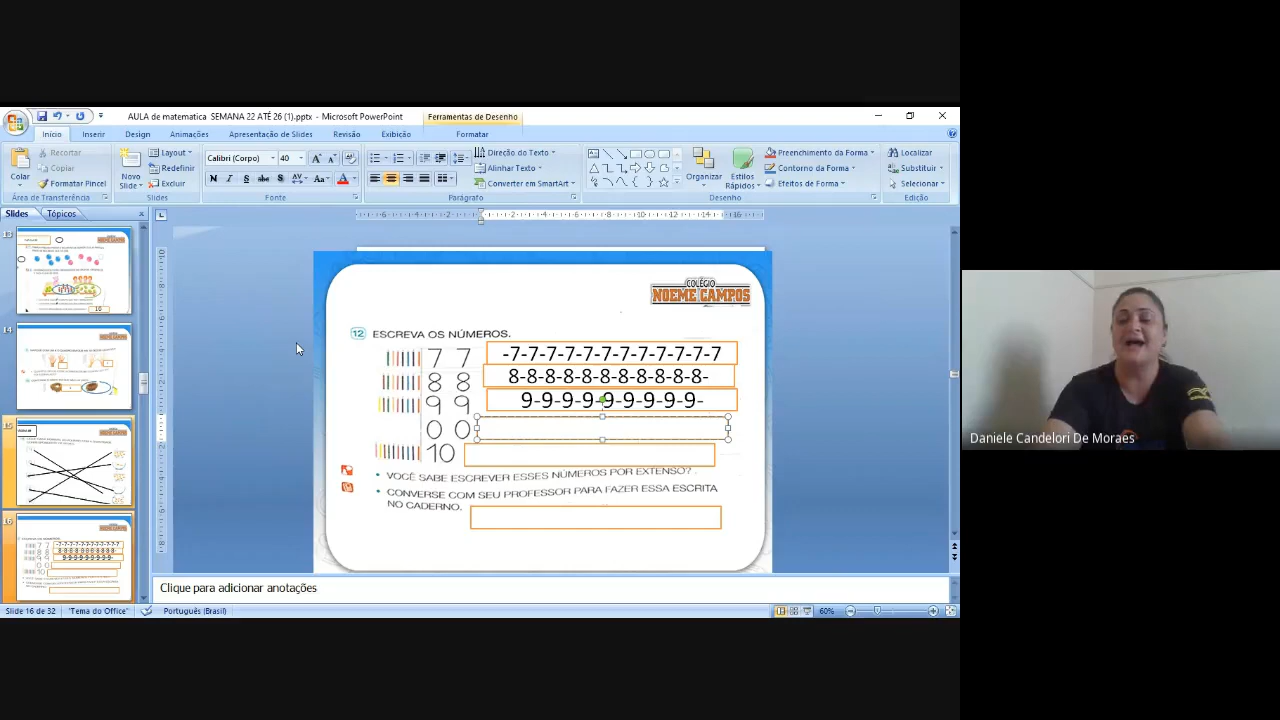 AULA de matematica SEMANA 22 ATÉ 26 (1).pptx - Microsoft PowerPoint
Ferramentas de Desenho
Início Inserir Design Animações Apresentação de Slides Revisão Exibição Formatar
Colar
Recortar
Copiar
Formatar Pincel
Área de Transferência
Novo Slide
Layout
Redefinir
Excluir
Slides
Calibri (Corpo) 40
N I S abc S AV Aa A
Fonte
Direção do Texto
Alinhar Texto
Converter em SmartArt
Parágrafo
Organizar
Estilos Rápidos
Preenchimento da Forma
Contorno da Forma
Efeitos de Forma
Desenho
Localizar
Substituir
Selecionar
Edição
Slides Tópicos
13
14
15
16
COLÉGIO
NOEME CAMPOS
12 ESCREVA OS NÚMEROS.
7 7 -7-7-7-7-7-7-7-7-7-7-7-7
8 8 8-8-8-8-8-8-8-8-8-8-8-
9 9 9-9-9-9-9-9-9-9-9-
0 0
10
• VOCÊ SABE ESCREVER ESSES NÚMEROS POR EXTENSO?
• CONVERSE COM SEU PROFESSOR PARA FAZER ESSA ESCRITA
NO CADERNO.
Clique para adicionar anotações
Slide 16 de 32 "Tema do Office" Português (Brasil) 60%
Daniele Candelori De Moraes